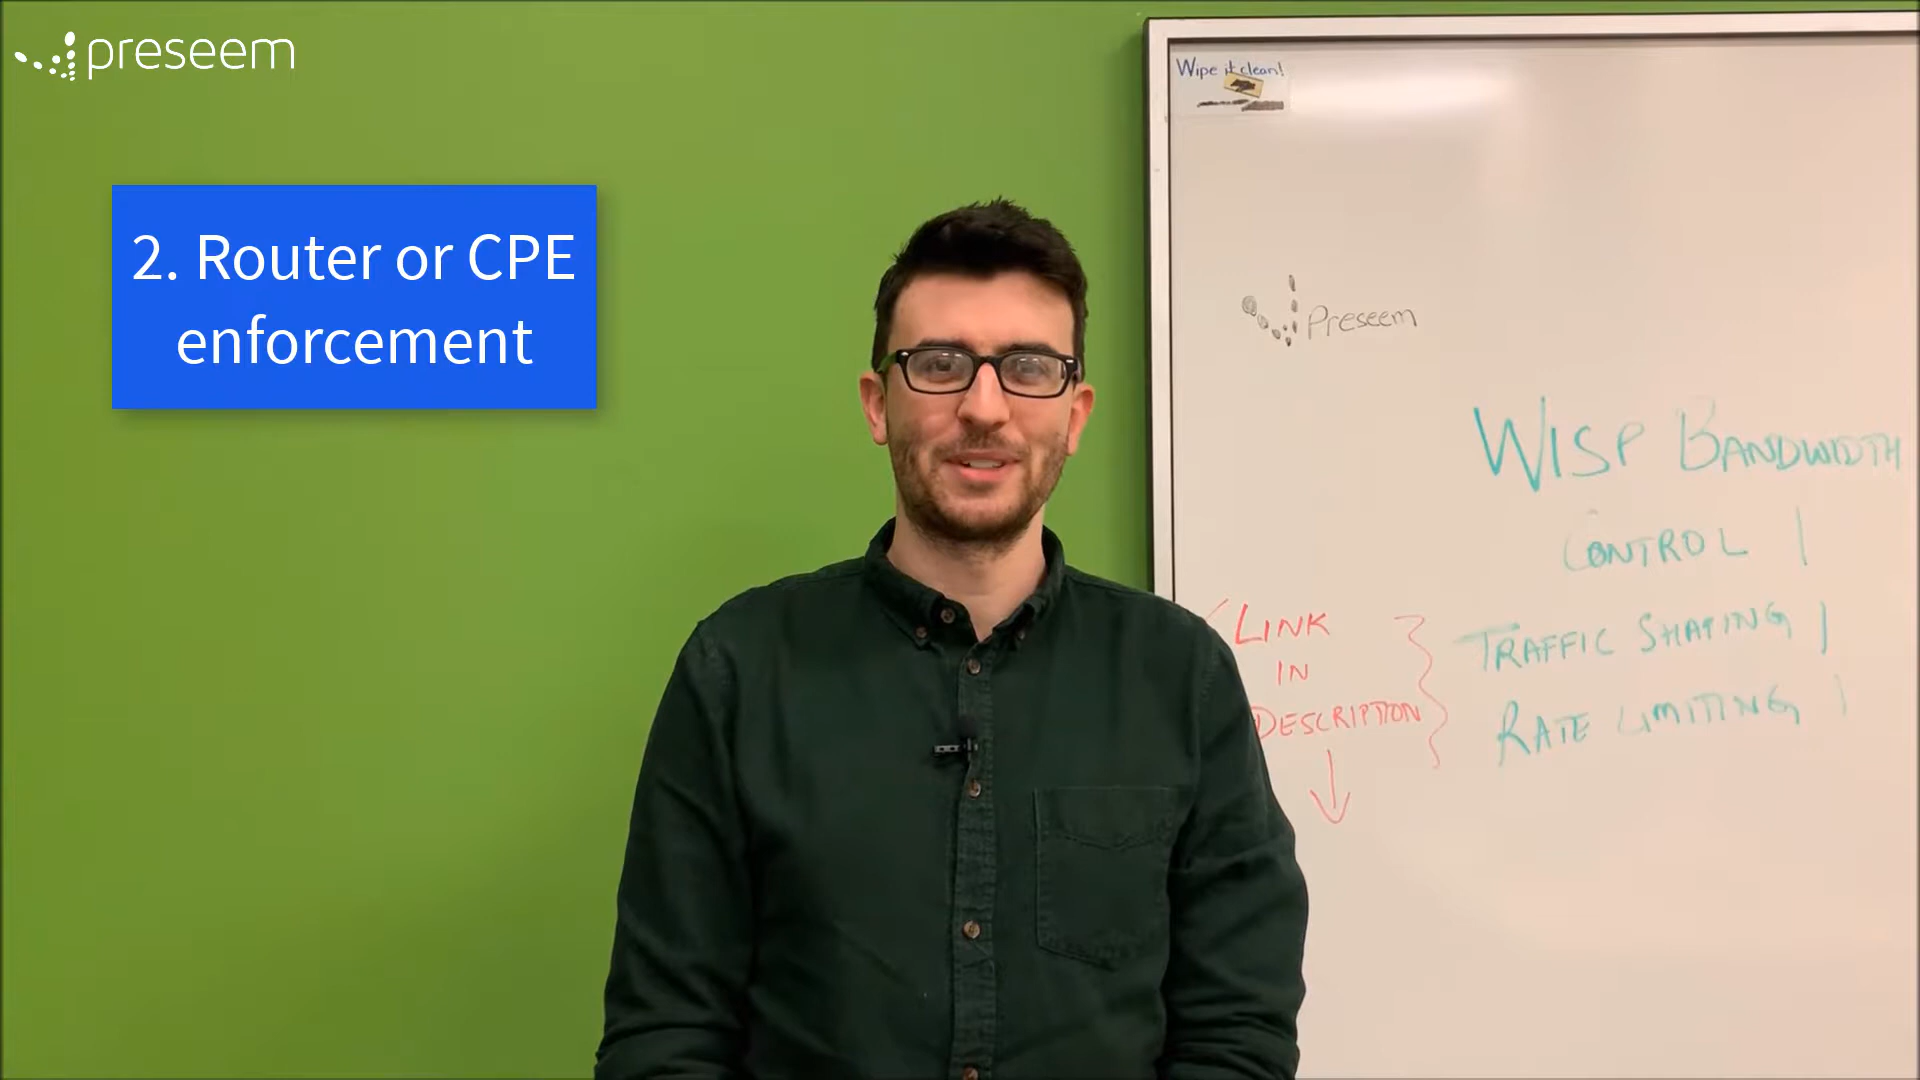 preseem
2. Router or CPE
enforcement
Wipe it clean!
Preseem
WISP BANDWIDTH
CONTROL |
TRAFFIC SHAPING |
RATE LIMITING |
LINK
IN
DESCRIPTION